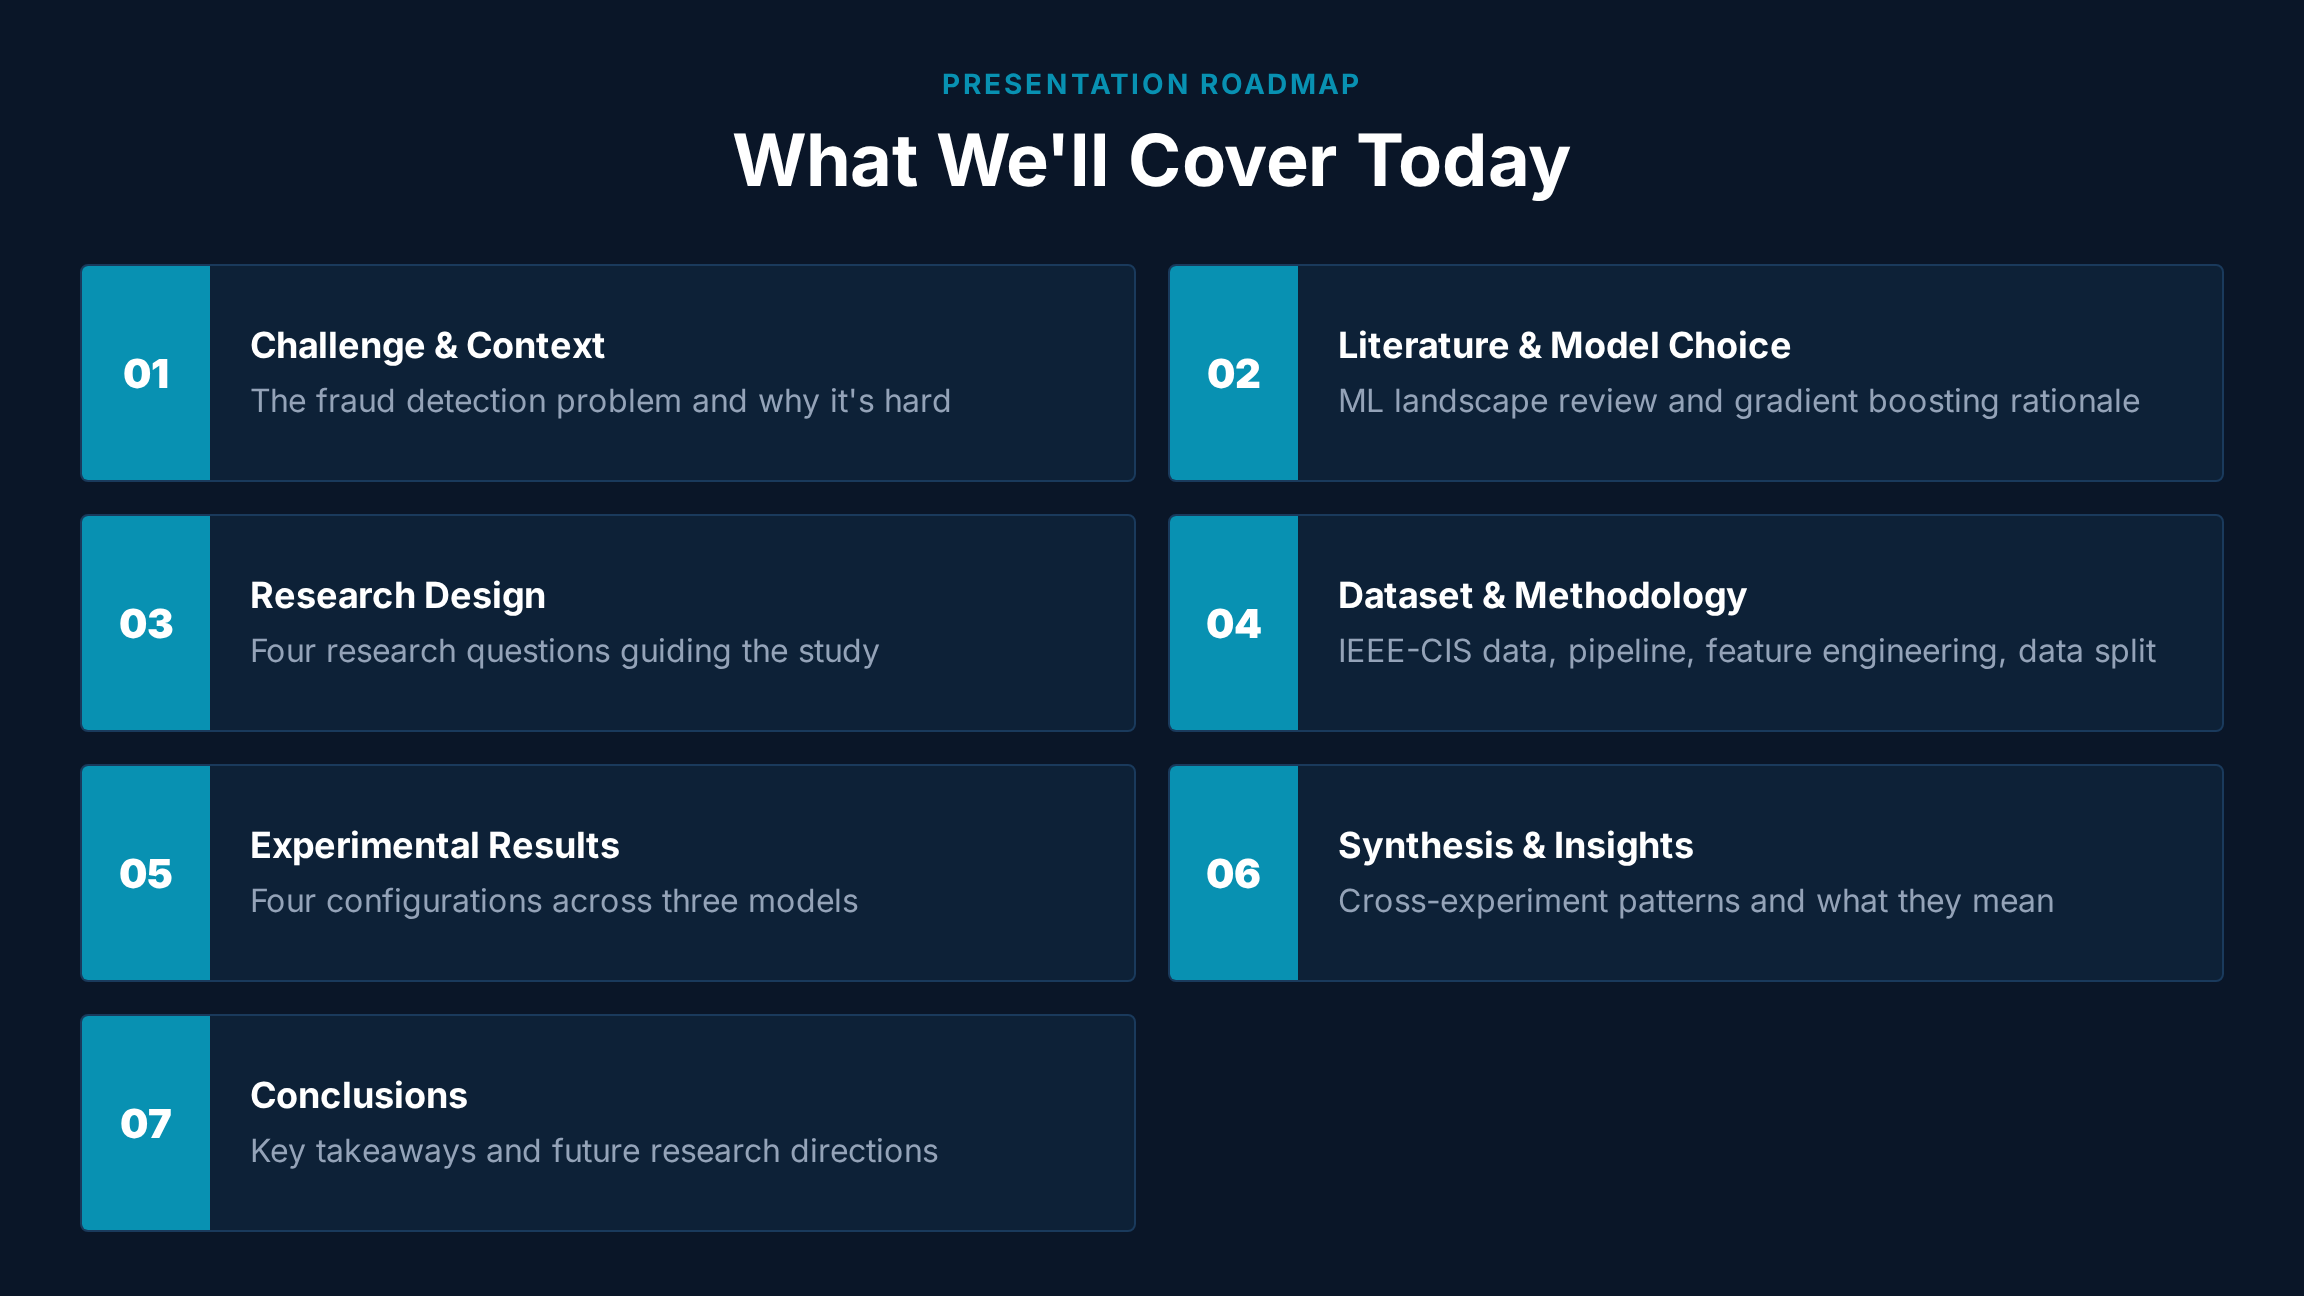 PRESENTATION ROADMAP
What We'll Cover Today
01
Challenge & Context
The fraud detection problem and why it's hard
02
Literature & Model Choice
ML landscape review and gradient boosting rationale
03
Research Design
Four research questions guiding the study
04
Dataset & Methodology
IEEE-CIS data, pipeline, feature engineering, data split
05
Experimental Results
Four configurations across three models
06
Synthesis & Insights
Cross-experiment patterns and what they mean
07
Conclusions
Key takeaways and future research directions